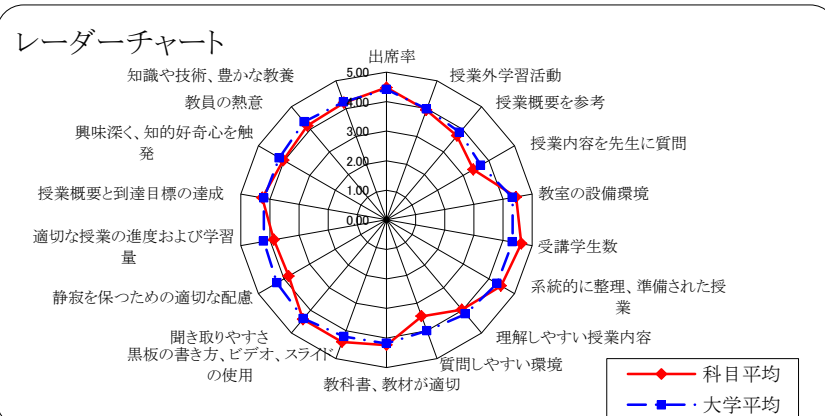 レーダーチャート
出席率
授業外学習活動
授業概要を参考
授業内容を先生に質問
教室の設備環境
受講学生数
系統的に整理、準備された授
業
理解しやすい授業内容
質問しやすい環境
教科書、教材が適切
黒板の書き方、ビデオ、スライド
の使用
聞き取りやすさ
静寂を保つための適切な配慮
適切な授業の進度および学習
量
授業概要と到達目標の達成
興味深く、知的好奇心を触
発
教員の熱意
知識や技術、豊かな教養
5.00
4.00
3.00
2.00
1.00
0.00
科目平均
大学平均